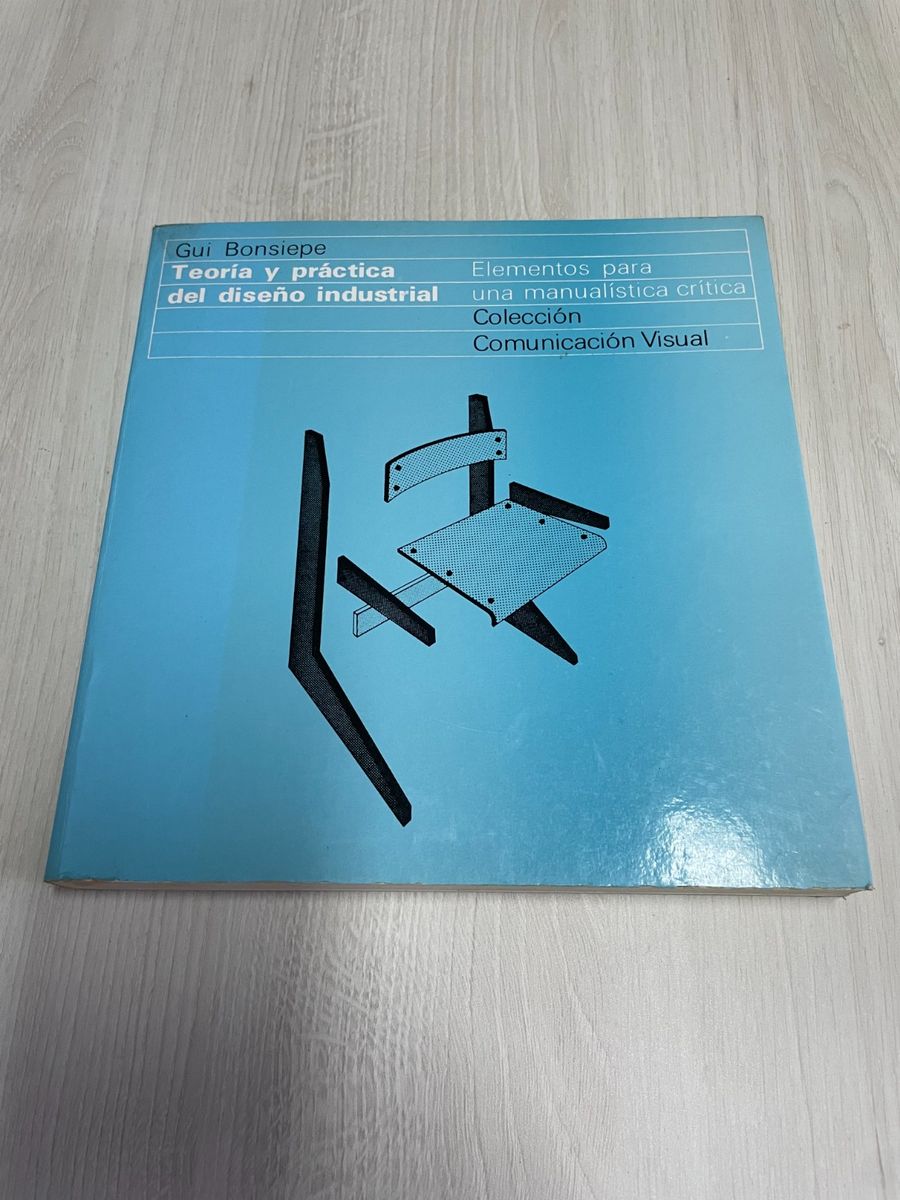 Gui Bonsiepe
Teoría y práctica
del diseño industrial
Elementos para
una manualística crítica
Colección
Comunicación Visual